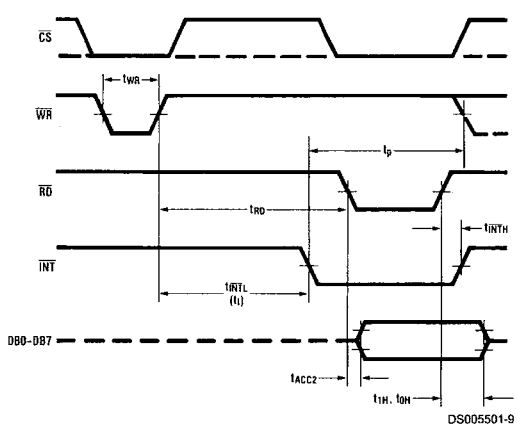 CS
tWR
WR
tp
RD
tRD
tINTH
INT
tINTL
(tI)
DB0-DB7
tACC2
t1H, t0H
DS005501-9